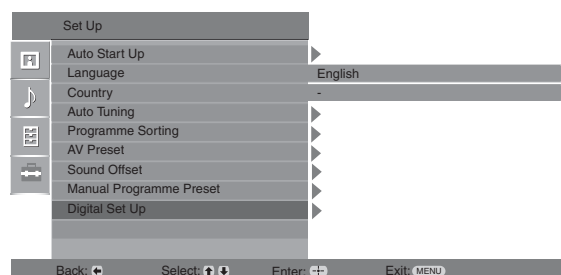 Set Up
Auto Start Up
Language English
Country -
Auto Tuning
Programme Sorting
AV Preset
Sound Offset
Manual Programme Preset
Digital Set Up
Back: Select: Enter: Exit: MENU